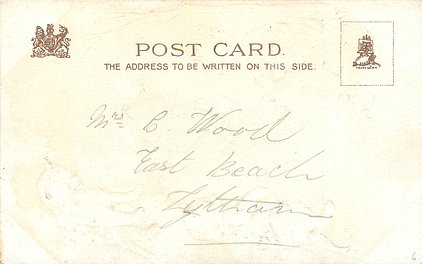 POST CARD.
THE ADDRESS TO BE WRITTEN ON THIS SIDE.
Mrs C. Wood
East Beach
Lytham